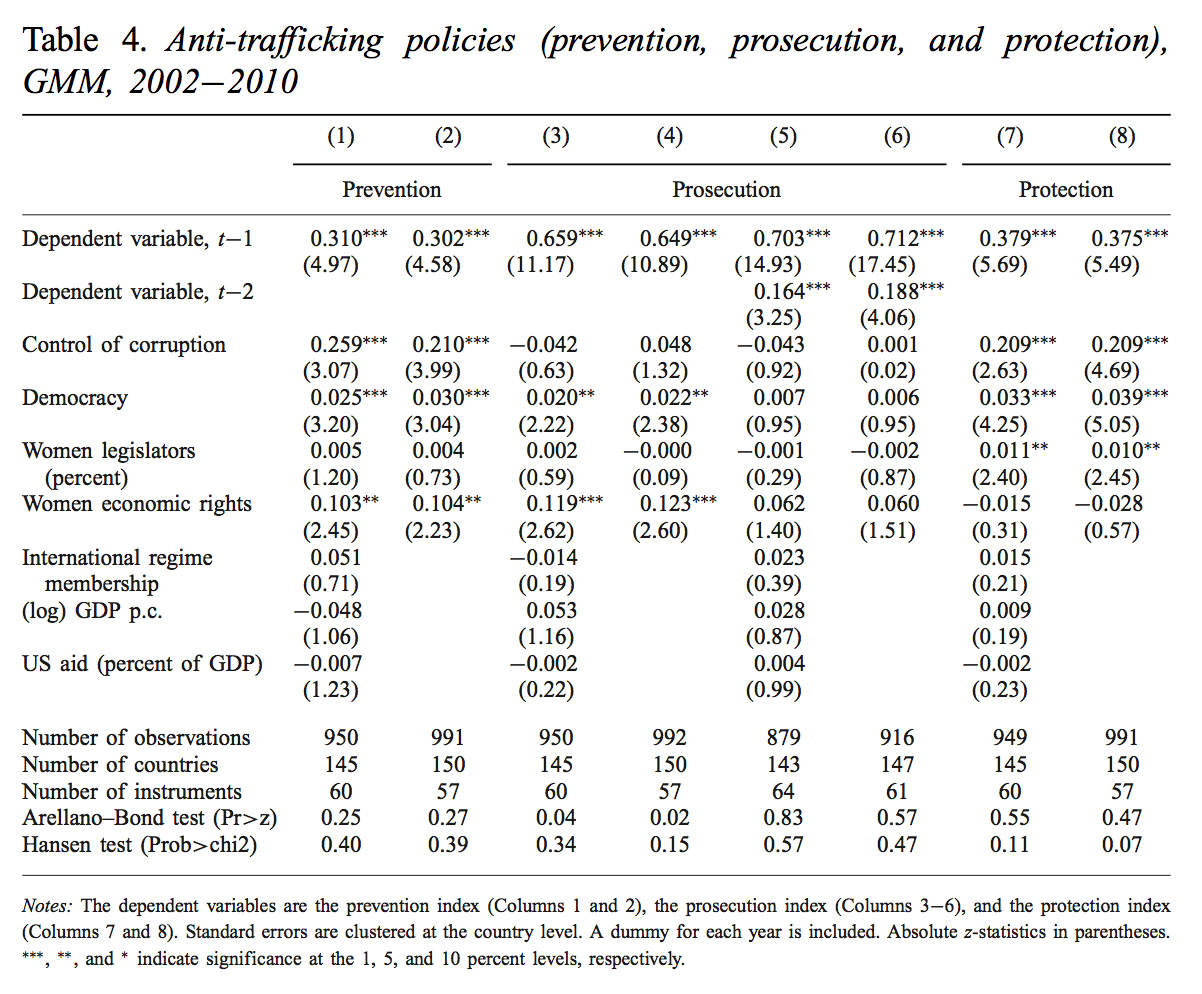 Table 4. Anti-trafficking policies (prevention, prosecution, and protection),
GMM, 2002−2010
(1) (2) (3) (4) (5) (6) (7) (8)
Prevention Prosecution Protection
Dependent variable, t−1 0.310*** 0.302*** 0.659*** 0.649*** 0.703*** 0.712*** 0.379*** 0.375***
(4.97) (4.58) (11.17) (10.89) (14.93) (17.45) (5.69) (5.49)
Dependent variable, t−2 0.164*** 0.188***
(3.25) (4.06)
Control of corruption 0.259*** 0.210*** −0.042 0.048 −0.043 0.001 0.209*** 0.209***
(3.07) (3.99) (0.63) (1.32) (0.92) (0.02) (2.63) (4.69)
Democracy 0.025*** 0.030*** 0.020** 0.022** 0.007 0.006 0.033*** 0.039***
(3.20) (3.04) (2.22) (2.38) (0.95) (0.95) (4.25) (5.05)
Women legislators 0.005 0.004 0.002 −0.000 −0.001 −0.002 0.011** 0.010**
(percent) (1.20) (0.73) (0.59) (0.09) (0.29) (0.87) (2.40) (2.45)
Women economic rights 0.103** 0.104** 0.119*** 0.123*** 0.062 0.060 −0.015 −0.028
(2.45) (2.23) (2.62) (2.60) (1.40) (1.51) (0.31) (0.57)
International regime 0.051 −0.014 0.023 0.015
membership (0.71) (0.19) (0.39) (0.21)
(log) GDP p.c. −0.048 0.053 0.028 0.009
(1.06) (1.16) (0.87) (0.19)
US aid (percent of GDP) −0.007 −0.002 0.004 −0.002
(1.23) (0.22) (0.99) (0.23)
Number of observations 950 991 950 992 879 916 949 991
Number of countries 145 150 145 150 143 147 145 150
Number of instruments 60 57 60 57 64 61 60 57
Arellano–Bond test (Pr>z) 0.25 0.27 0.04 0.02 0.83 0.57 0.55 0.47
Hansen test (Prob>chi2) 0.40 0.39 0.34 0.15 0.57 0.47 0.11 0.07
Notes: The dependent variables are the prevention index (Columns 1 and 2), the prosecution index (Columns 3−6), and the protection index
(Columns 7 and 8). Standard errors are clustered at the country level. A dummy for each year is included. Absolute z-statistics in parentheses.
***, **, and * indicate significance at the 1, 5, and 10 percent levels, respectively.